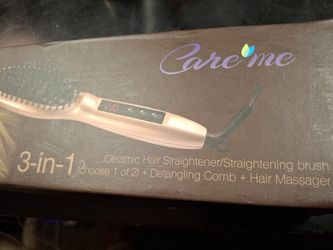 Care me
3-in-1
Ceramic Hair Straightener/Straightening brush
(choose 1 of 2) + Detangling Comb + Hair Massager